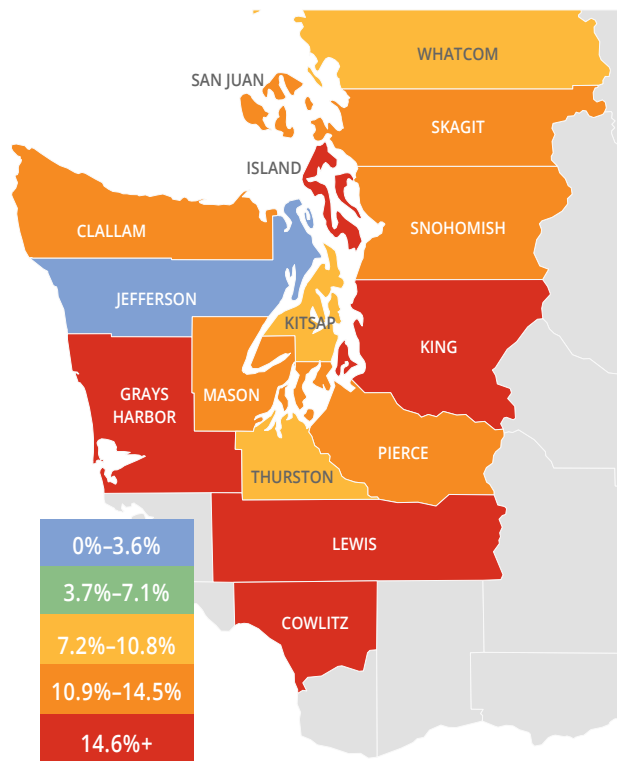 WHATCOM
SAN JUAN
SKAGIT
ISLAND
SNOHOMISH
CLALLAM
JEFFERSON
KITSAP
KING
GRAYS
HARBOR
MASON
PIERCE
THURSTON
LEWIS
COWLITZ
0%–3.6%
3.7%–7.1%
7.2%–10.8%
10.9%–14.5%
14.6%+